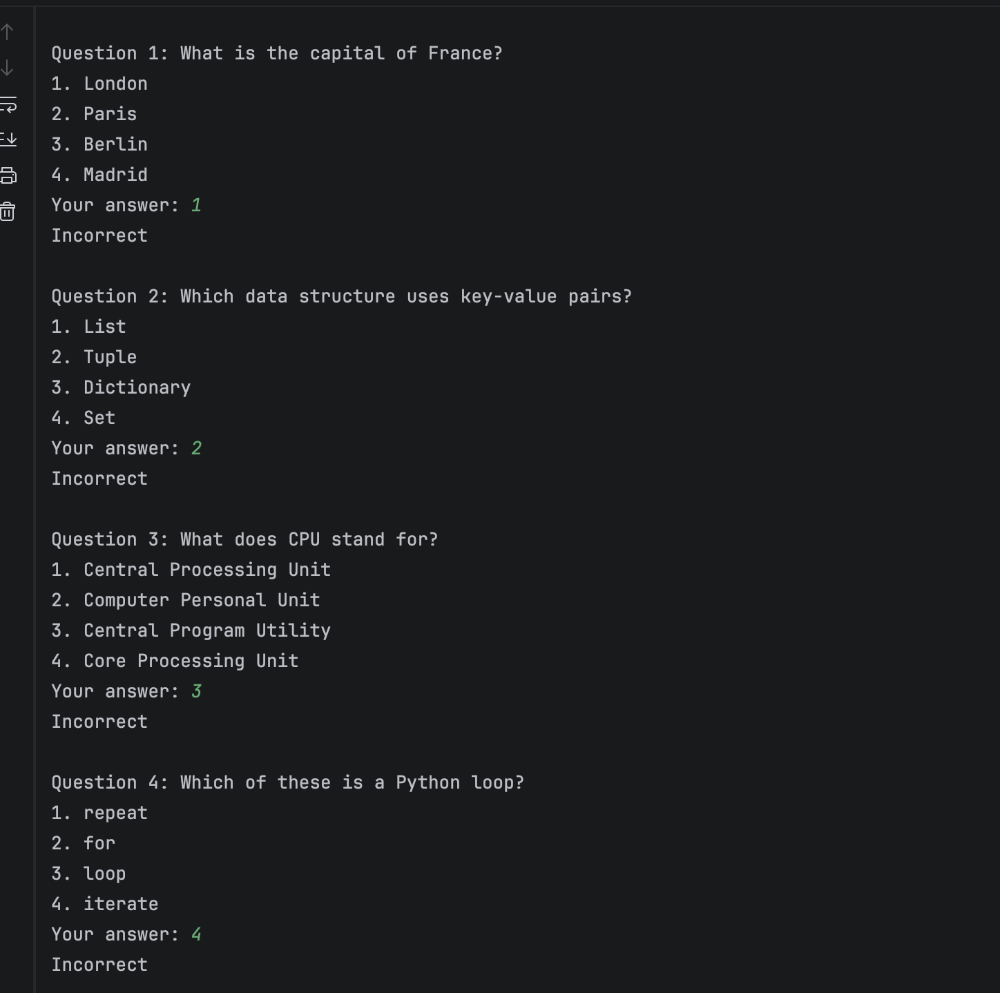 Question 1: What is the capital of France?
1. London
2. Paris
3. Berlin
4. Madrid
Your answer: 1
Incorrect

Question 2: Which data structure uses key-value pairs?
1. List
2. Tuple
3. Dictionary
4. Set
Your answer: 2
Incorrect

Question 3: What does CPU stand for?
1. Central Processing Unit
2. Computer Personal Unit
3. Central Program Utility
4. Core Processing Unit
Your answer: 3
Incorrect

Question 4: Which of these is a Python loop?
1. repeat
2. for
3. loop
4. iterate
Your answer: 4
Incorrect